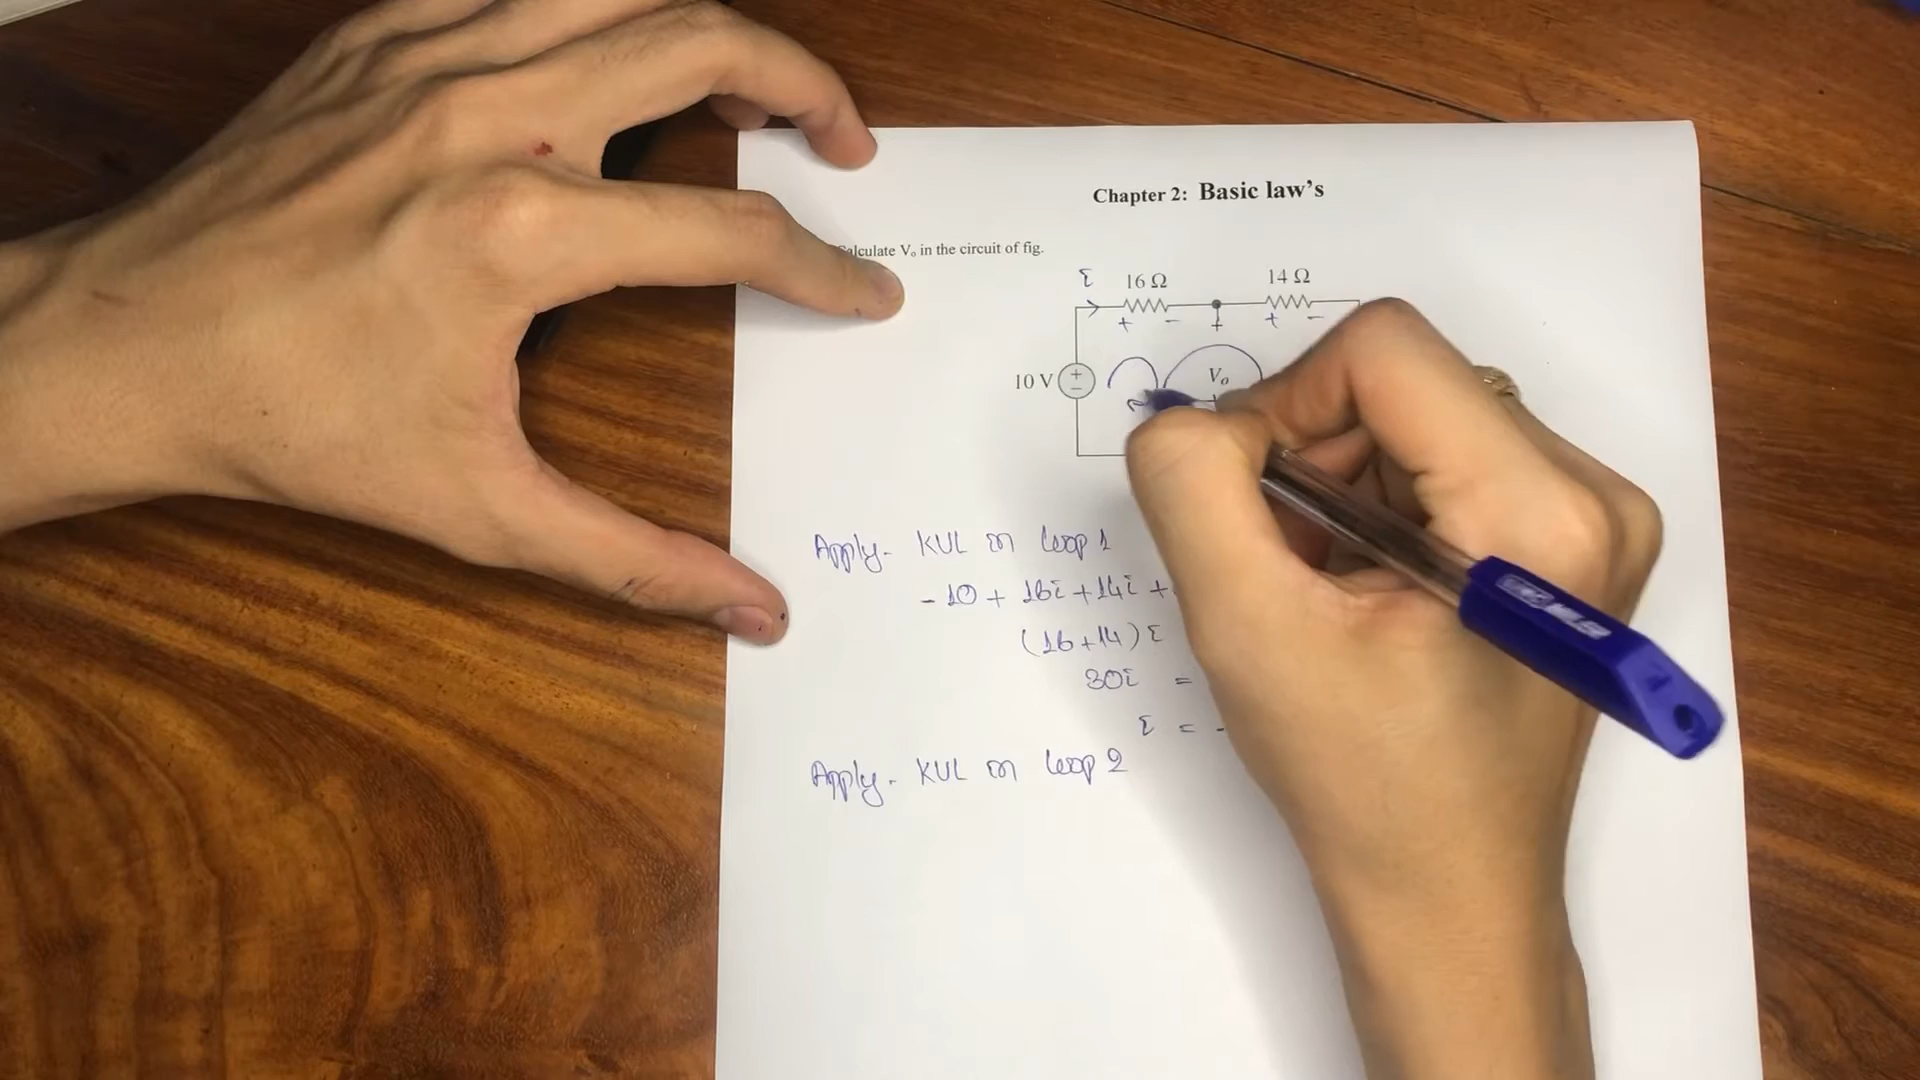 Chapter 2: Basic law's
Calculate Vo in the circuit of fig.
i 16 Ω 14 Ω
+ - + + -
10 V + - Vo
Apply- KVL on loop 1
- 10 + 16i + 14i +
(16+14) i
30i =
i = -
Apply- KVL on loop 2